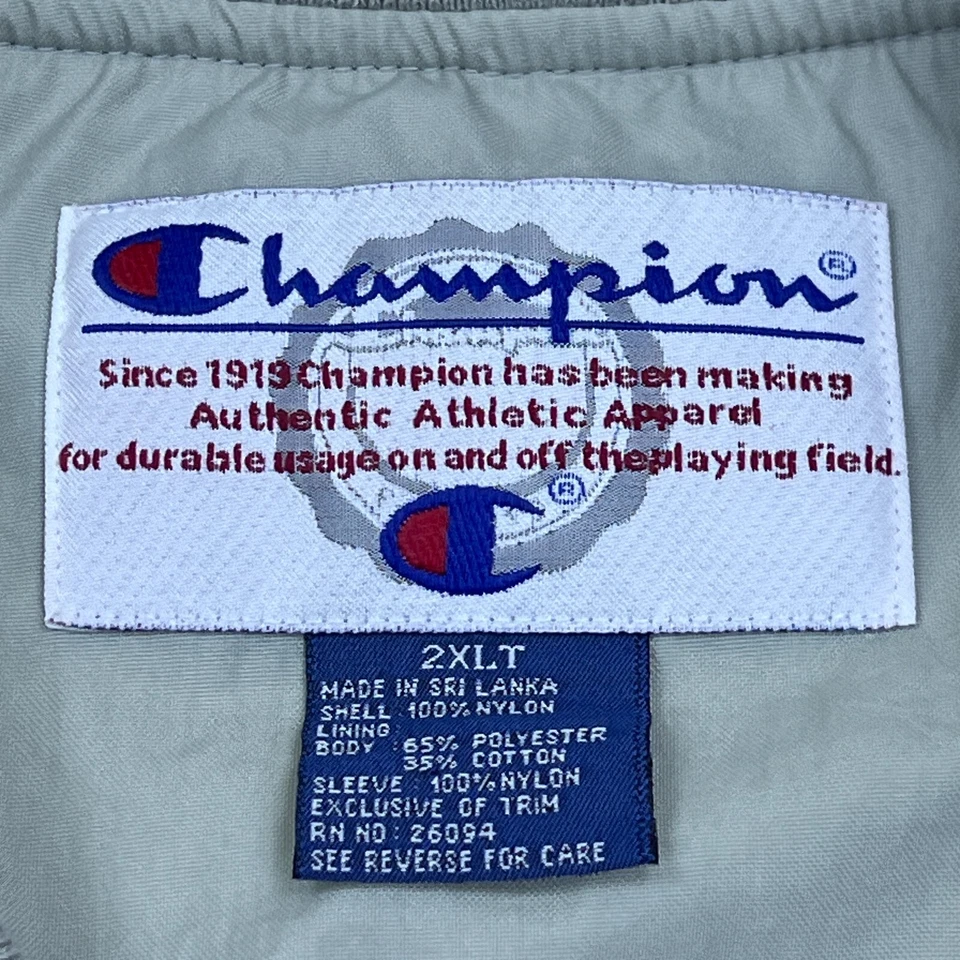 Champion®
Since 1919 Champion has been making
Authentic Athletic Apparel
for durable usage on and off the playing field.
®
2XLT
MADE IN SRI LANKA
SHELL : 100% NYLON
LINING
BODY : 65% POLYESTER
35% COTTON
SLEEVE : 100% NYLON
EXCLUSIVE OF TRIM
RN NO : 26094
SEE REVERSE FOR CARE